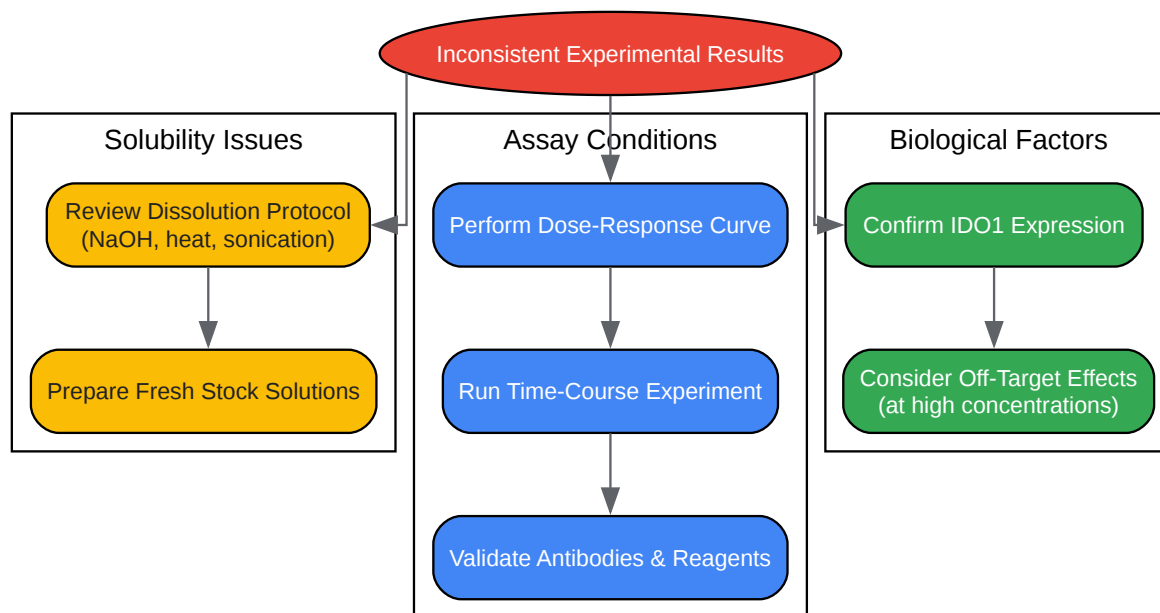 Inconsistent Experimental Results
Solubility Issues
Review Dissolution Protocol
(NaOH, heat, sonication)
Prepare Fresh Stock Solutions
Assay Conditions
Perform Dose-Response Curve
Run Time-Course Experiment
Validate Antibodies & Reagents
Biological Factors
Confirm IDO1 Expression
Consider Off-Target Effects
(at high concentrations)